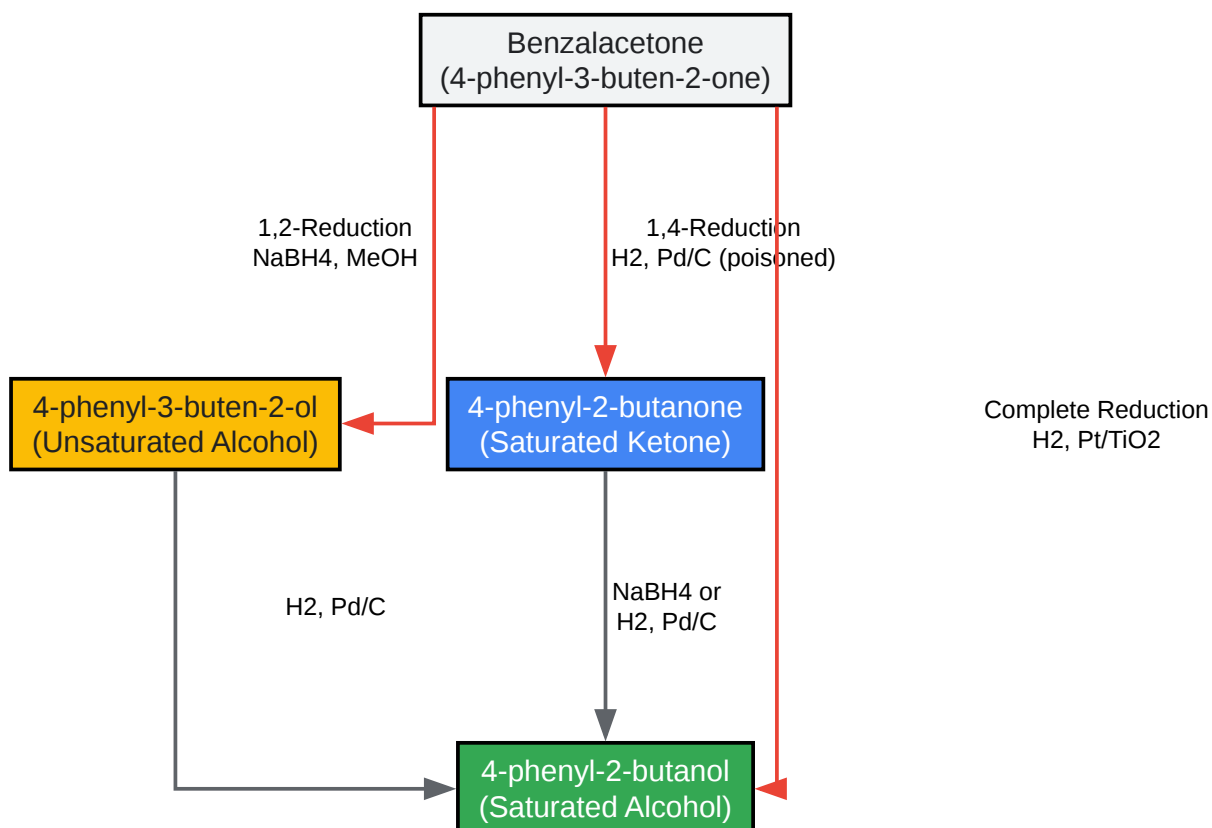 Benzalacetone
(4-phenyl-3-buten-2-one)
1,2-Reduction
NaBH4, MeOH
1,4-Reduction
H2, Pd/C (poisoned)
4-phenyl-3-buten-2-ol
(Unsaturated Alcohol)
4-phenyl-2-butanone
(Saturated Ketone)
Complete Reduction
H2, Pt/TiO2
H2, Pd/C
NaBH4 or
H2, Pd/C
4-phenyl-2-butanol
(Saturated Alcohol)